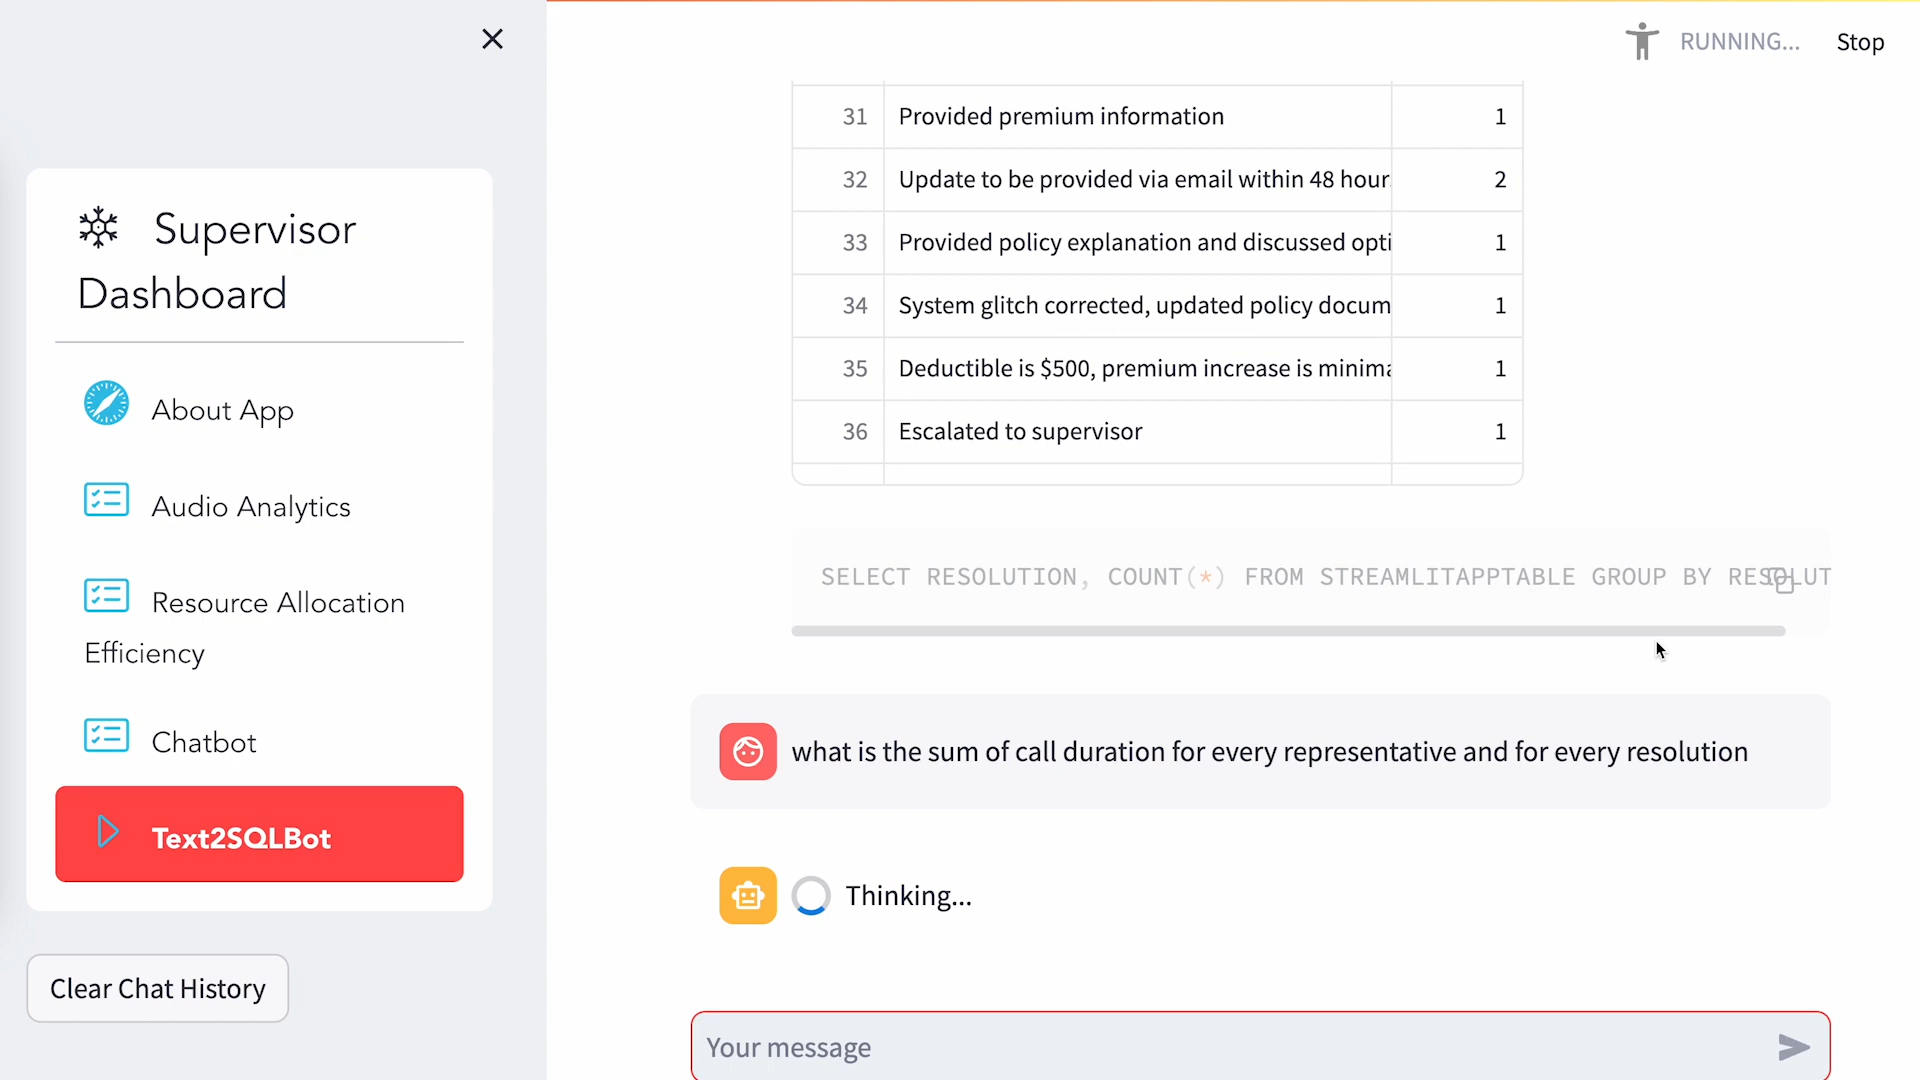 RUNNING...
Stop
Supervisor
Dashboard
About App
Audio Analytics
Resource Allocation
Efficiency
Chatbot
Text2SQLBot
Clear Chat History
31 Provided premium information 1
32 Update to be provided via email within 48 hour 2
33 Provided policy explanation and discussed opti 1
34 System glitch corrected, updated policy docum 1
35 Deductible is $500, premium increase is minima 1
36 Escalated to supervisor 1
SELECT RESOLUTION, COUNT(*) FROM STREAMLITAPPTABLE GROUP BY RESOLUT
what is the sum of call duration for every representative and for every resolution
Thinking...
Your message